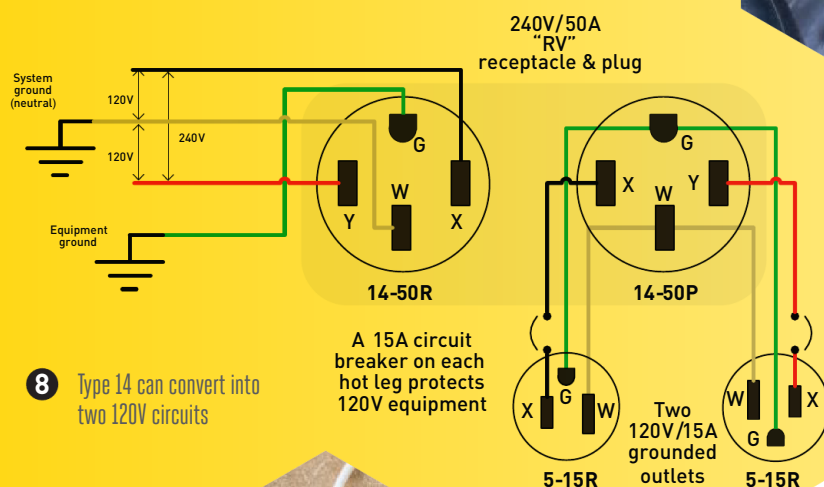 240V/50A
“RV”
receptacle & plug
System
ground
(neutral)
120V
240V
120V
Equipment
ground
G
W
Y
X
14-50R
G
X
W
Y
14-50P
A 15A circuit
breaker on each
hot leg protects
120V equipment
8 Type 14 can convert into
two 120V circuits
X
G
W
5-15R
Two
120V/15A
grounded
outlets
W
X
G
5-15R